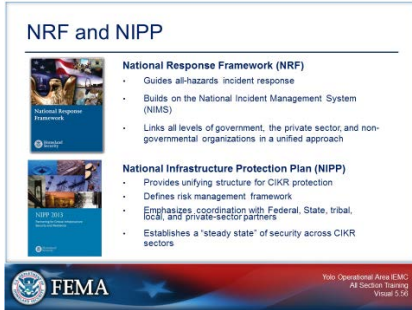 NRF and NIPP
National Response Framework (NRF)
• Guides all-hazards incident response
• Builds on the National Incident Management System
(NIMS)
• Links all levels of government, the private sector, and non-
governmental organizations in a unified approach
National Response
Framework
Homeland
Security
National Infrastructure Protection Plan (NIPP)
• Provides unifying structure for CIKR protection
• Defines risk management framework
• Emphasizes coordination with Federal, State, tribal,
local, and private-sector partners
• Establishes a “steady state” of security across CIKR
sectors
NIPP 2013
Homeland
Security
FEMA
Yolo Operational Area IEMC
All Section Training
Visual 5.56